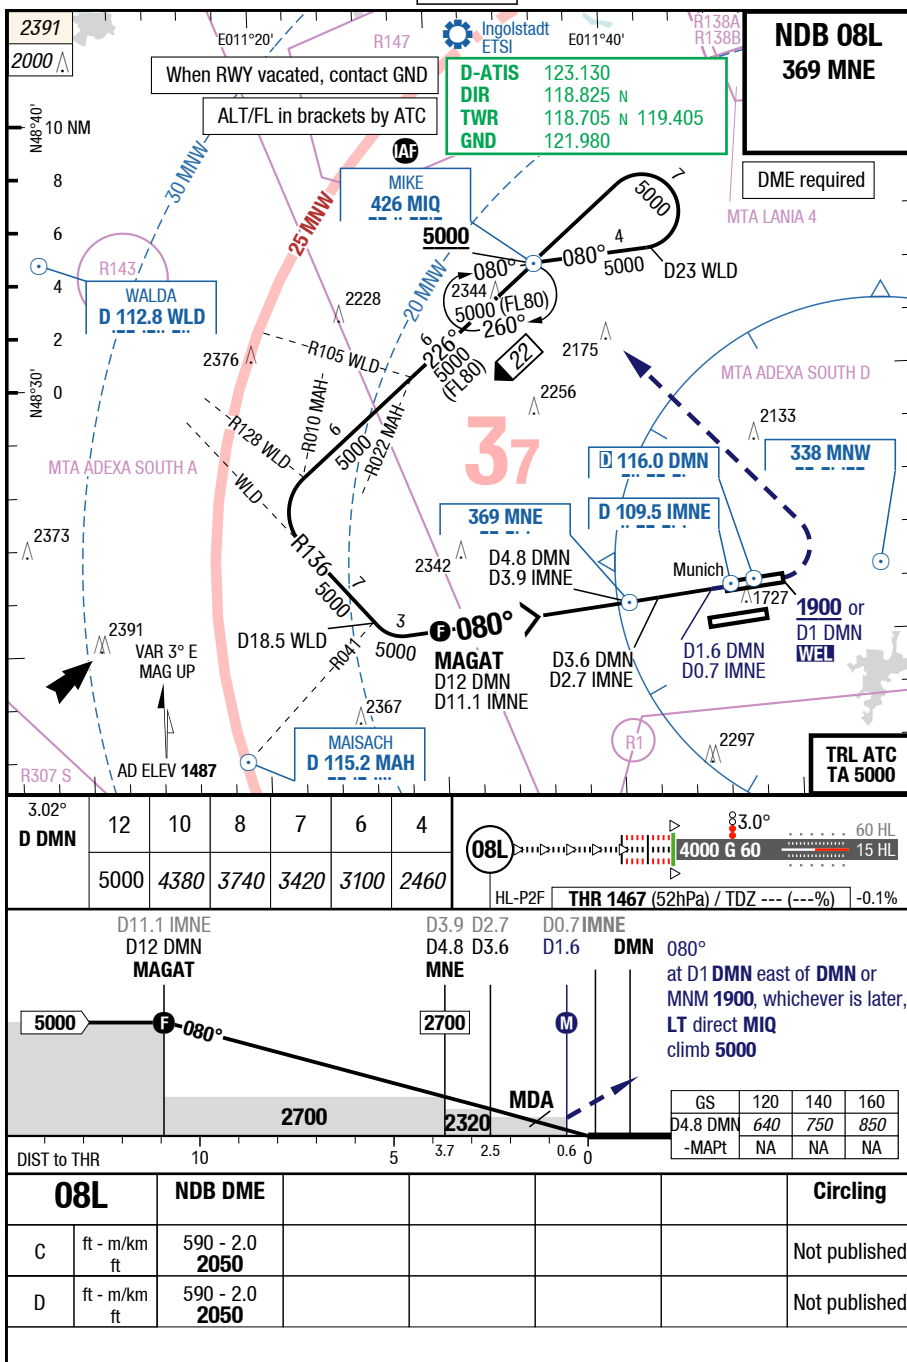 2391
2000
E011°20'
R147
Ingolstadt
ETSI
E011°40'
R138A
R138B
NDB 08L
369 MNE
When RWY vacated, contact GND
ALT/FL in brackets by ATC
D-ATIS 123.130
DIR 118.825 N
TWR 118.705 N 119.405
GND 121.980
DME required
N48°40'
10 NM
8
6
4
2
0
N48°30'
30 MNW
25 MNW
20 MNW
IAF
MIKE
426 MIQ
5000
7
5000
MTA LANIA 4
080°
080°
4
5000
D23 WLD
R143
WALDA
D 112.8 WLD
2344
5000 (FL80)
260°
2228
2376
R105 WLD
6
226°
5000
(FL80)
22
2175
2256
MTA ADEXA SOUTH D
2133
R010 MAH
R022 MAH
6
5000
R128 WLD
WLD
MTA ADEXA SOUTH A
37
D 116.0 DMN
338 MNW
369 MNE
D 109.5 IMNE
2373
R136
2342
D4.8 DMN
D3.9 IMNE
Munich
1727
7
5000
1900 or
D1 DMN
WEL
2391
VAR 3° E
MAG UP
D18.5 WLD
3
5000
F
080°
MAGAT
D12 DMN
D11.1 IMNE
D3.6 DMN
D2.7 IMNE
D1.6 DMN
D0.7 IMNE
R041
2367
MAISACH
D 115.2 MAH
R1
2297
R307 S
AD ELEV 1487
TRL ATC
TA 5000
3.02°
D DMN 12 10 8 7 6 4
5000 4380 3740 3420 3100 2460
08L
3.0°
4000 G 60
60 HL
15 HL
HL-P2F
THR 1467 (52hPa) / TDZ --- (---%)
-0.1%
D11.1 IMNE D3.9 D2.7 D0.7 IMNE
D12 DMN D4.8 D3.6 D1.6 DMN
MAGAT MNE
080°
at D1 DMN east of DMN or
MNM 1900, whichever is later,
LT direct MIQ
climb 5000
5000
F
080°
2700
M
MDA
2700
2320
GS 120 140 160
D4.8 DMN 640 750 850
-MAPt NA NA NA
DIST to THR 10 5 3.7 2.5 0.6 0
08L NDB DME Circling
C ft - m/km 590 - 2.0 Not published
ft 2050
D ft - m/km 590 - 2.0 Not published
ft 2050